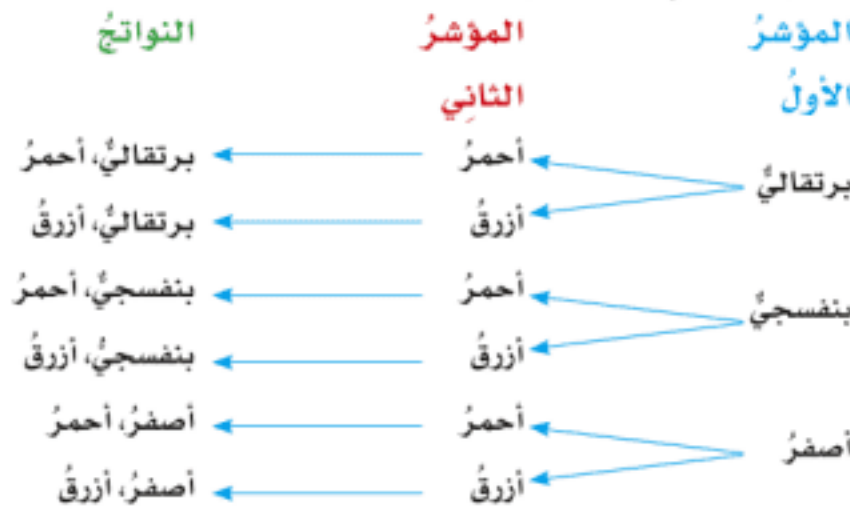 المؤشرُ المؤشرُ النواتجُ
الأولُ الثانِي
برتقاليٌّ
أحمرُ برتقاليٌّ، أحمرُ
أزرقُ برتقاليٌّ، أزرقُ
بنفسجيٌّ
أحمرُ بنفسجيٌّ، أحمرُ
أزرقُ بنفسجيٌّ، أزرقُ
أصفرُ
أحمرُ أصفرُ، أحمرُ
أزرقُ أصفرُ، أزرقُ